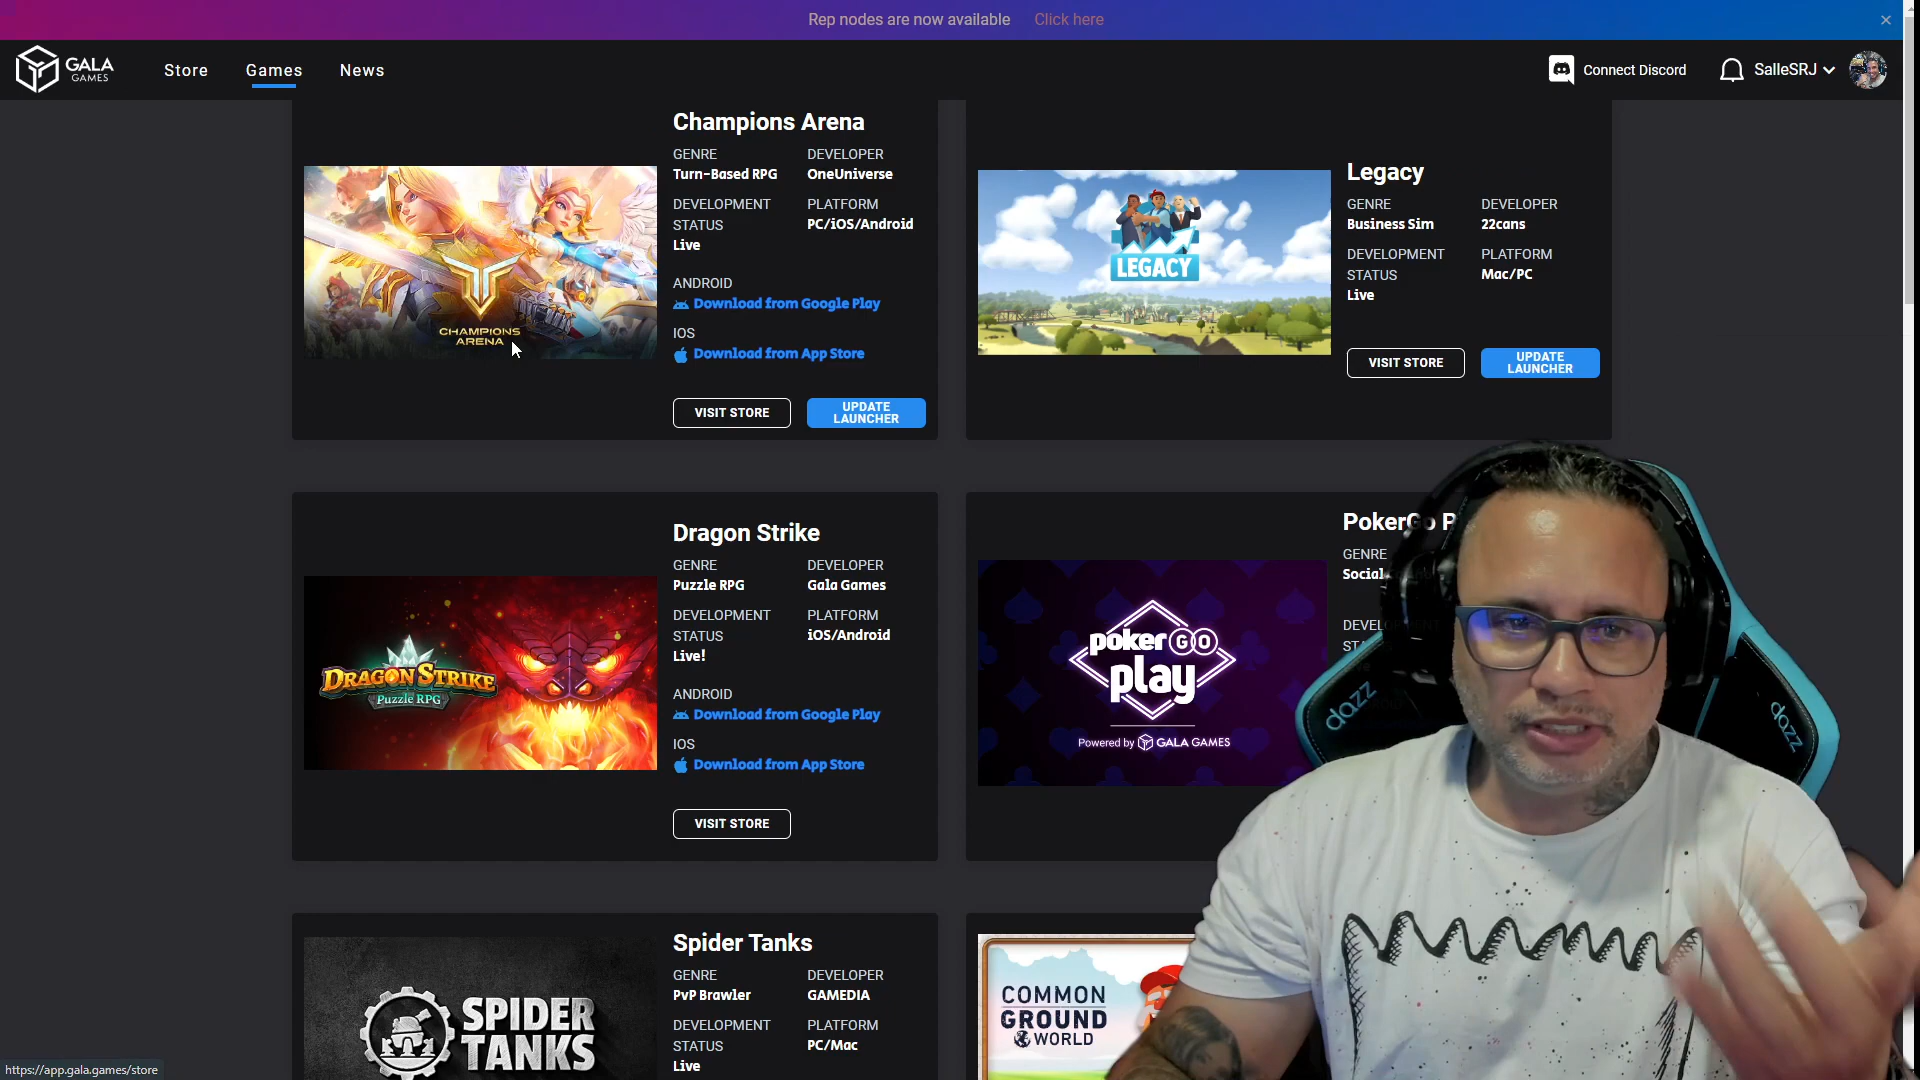 Rep nodes are now available Click here
GALA
GAMES
Store Games News
Connect Discord
SalleSRJ
Champions Arena
GENRE DEVELOPER
Turn-Based RPG OneUniverse
DEVELOPMENT PLATFORM
STATUS PC/iOS/Android
Live
ANDROID
Download from Google Play
IOS
Download from App Store
VISIT STORE
UPDATE
LAUNCHER
CHAMPIONS
ARENA
Legacy
GENRE DEVELOPER
Business Sim 22cans
DEVELOPMENT PLATFORM
STATUS Mac/PC
Live
VISIT STORE
UPDATE
LAUNCHER
LEGACY
Dragon Strike
GENRE DEVELOPER
Puzzle RPG Gala Games
DEVELOPMENT PLATFORM
STATUS iOS/Android
Live!
ANDROID
Download from Google Play
IOS
Download from App Store
VISIT STORE
DRAGON STRIKE
Puzzle RPG
PokerGo P
GENRE
Social
pokerGO
play
Powered by GALA GAMES
dazz
dazz
Spider Tanks
GENRE DEVELOPER
PvP Brawler GAMEDIA
DEVELOPMENT PLATFORM
STATUS PC/Mac
Live
SPIDER
TANKS
COMMON
GROUND
WORLD
https://app.gala.games/store